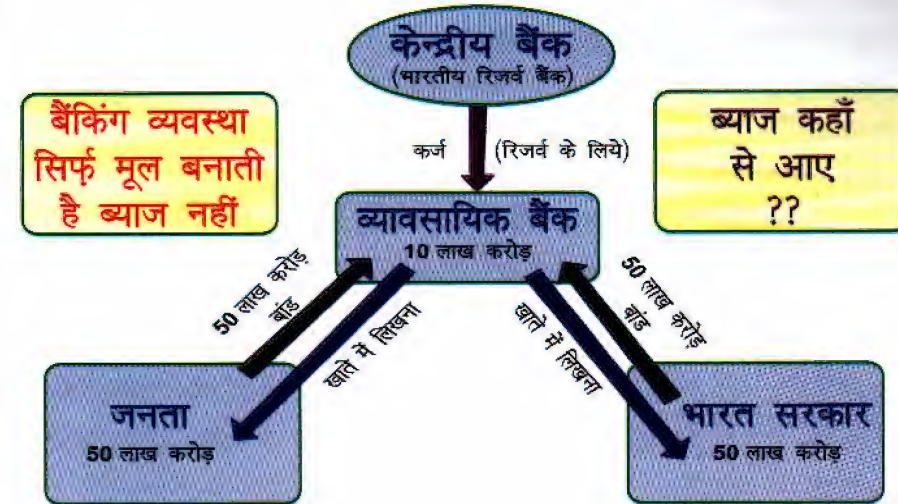 केन्द्रीय बैंक
(भारतीय रिजर्व बैंक)
बैंकिंग व्यवस्था
सिर्फ़ मूल बनाती
है ब्याज नहीं
कर्ज (रिजर्व के लिये)
ब्याज कहाँ
से आए
??
व्यावसायिक बैंक
10 लाख करोड़
50 लाख करोड़
बांड
खाते में लिखना
खाते में लिखना
50 लाख करोड़
बांड
जनता
50 लाख करोड़
भारत सरकार
50 लाख करोड़